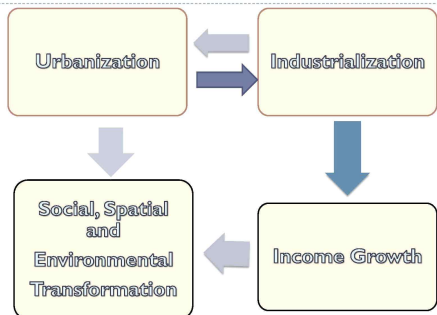 Urbanization
Industrialization
Social, Spatial
and
Environmental
Transformation
Income Growth